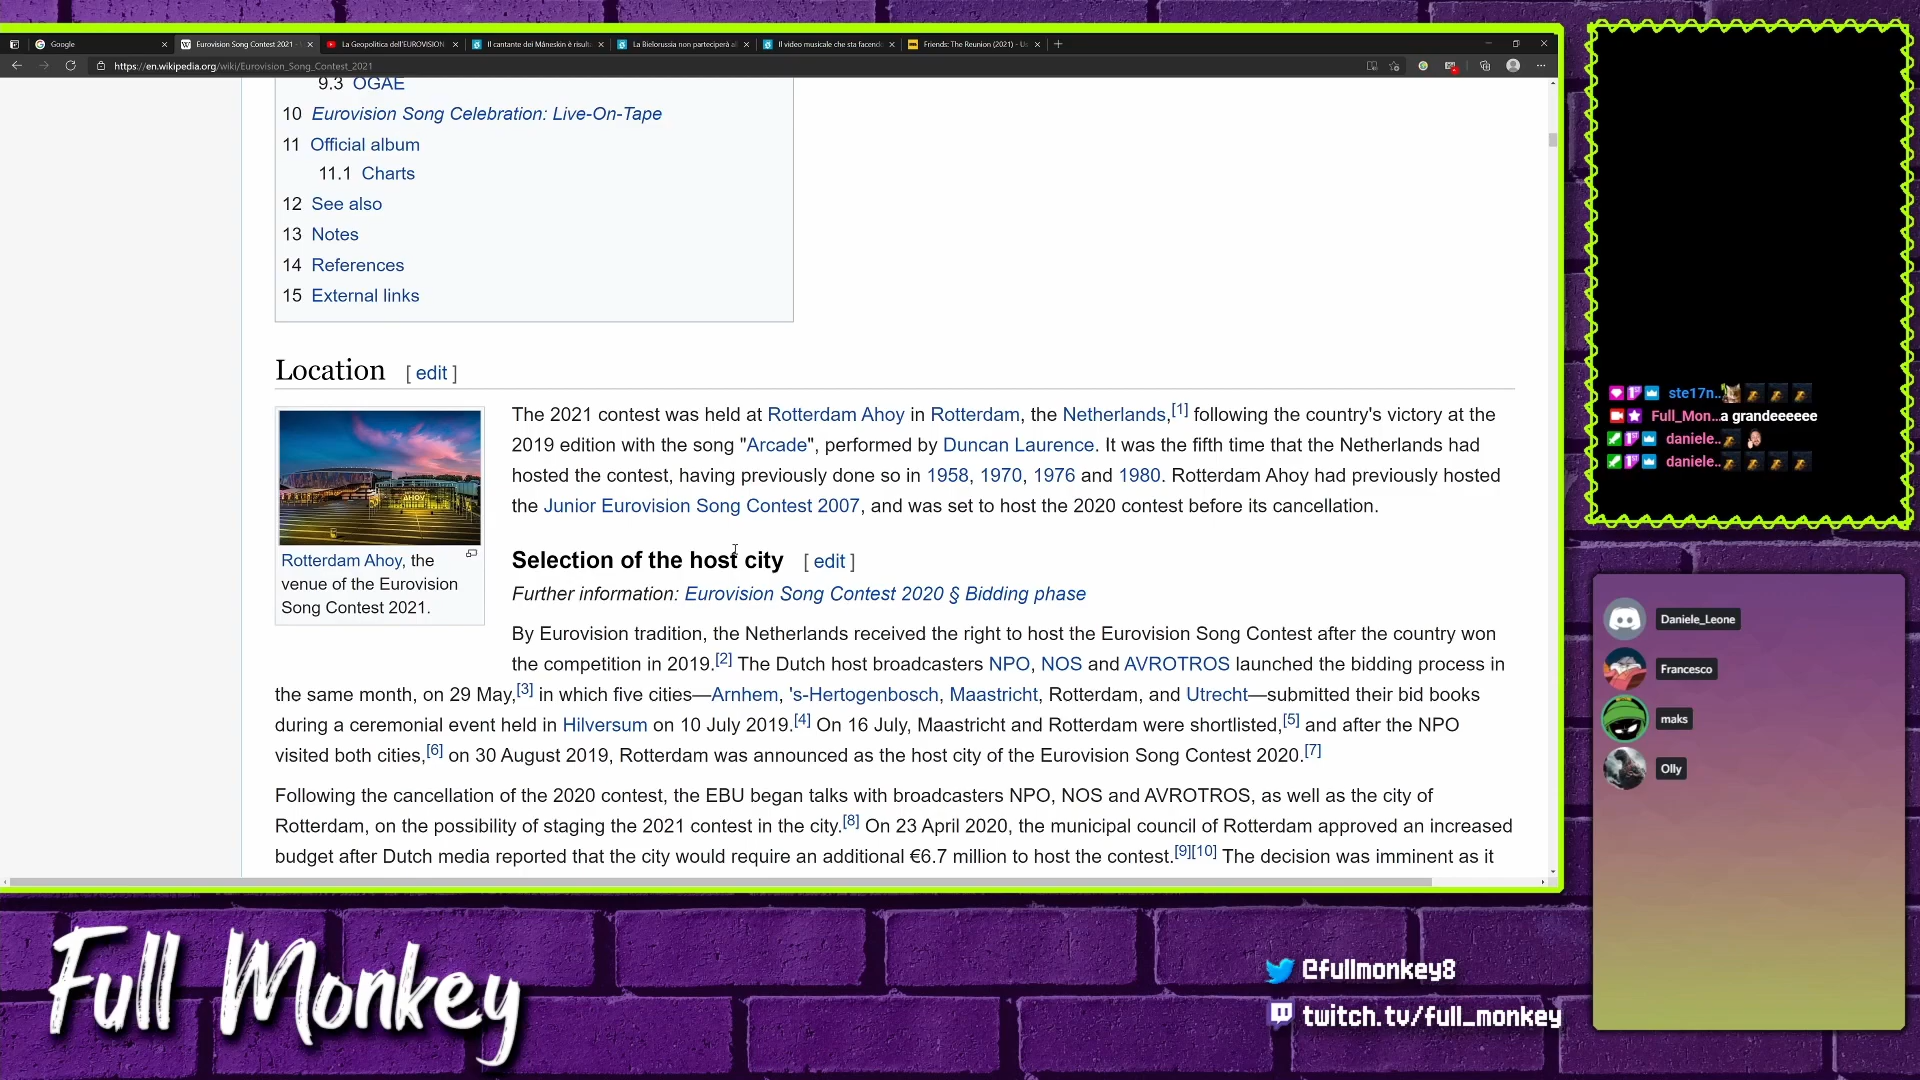 Google
Eurovision Song Contest 2021 -
La Geopolitica dell'EUROVISION
Il cantante dei Måneskin è risult
La Bielorussia non parteciperà al
Il video musicale che sta facend
Friends: The Reunion (2021) - U
https://en.wikipedia.org/wiki/Eurovision_Song_Contest_2021
9.3 OGAE
10 Eurovision Song Celebration: Live-On-Tape
11 Official album
11.1 Charts
12 See also
13 Notes
14 References
15 External links
Location [ edit ]
The 2021 contest was held at Rotterdam Ahoy in Rotterdam, the Netherlands,[1] following the country's victory at the
2019 edition with the song "Arcade", performed by Duncan Laurence. It was the fifth time that the Netherlands had
hosted the contest, having previously done so in 1958, 1970, 1976 and 1980. Rotterdam Ahoy had previously hosted
the Junior Eurovision Song Contest 2007, and was set to host the 2020 contest before its cancellation.
AHOY
Rotterdam Ahoy, the
venue of the Eurovision
Song Contest 2021.
Selection of the host city [ edit ]
Further information: Eurovision Song Contest 2020 § Bidding phase
By Eurovision tradition, the Netherlands received the right to host the Eurovision Song Contest after the country won
the competition in 2019.[2] The Dutch host broadcasters NPO, NOS and AVROTROS launched the bidding process in
the same month, on 29 May,[3] in which five cities—Arnhem, 's-Hertogenbosch, Maastricht, Rotterdam, and Utrecht—submitted their bid books
during a ceremonial event held in Hilversum on 10 July 2019.[4] On 16 July, Maastricht and Rotterdam were shortlisted,[5] and after the NPO
visited both cities,[6] on 30 August 2019, Rotterdam was announced as the host city of the Eurovision Song Contest 2020.[7]
Following the cancellation of the 2020 contest, the EBU began talks with broadcasters NPO, NOS and AVROTROS, as well as the city of
Rotterdam, on the possibility of staging the 2021 contest in the city.[8] On 23 April 2020, the municipal council of Rotterdam approved an increased
budget after Dutch media reported that the city would require an additional €6.7 million to host the contest.[9][10] The decision was imminent as it
ste17n..
Full_Mon..a grandeeeeee
daniele..
daniele..
Daniele_Leone
Francesco
maks
Olly
Full Monkey
@fullmonkey8
twitch.tv/full_monkey